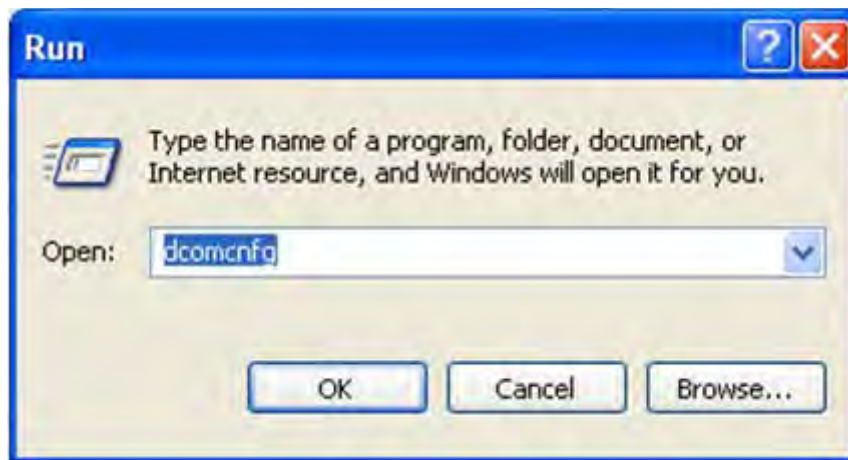 Run
Type the name of a program, folder, document, or
Internet resource, and Windows will open it for you.
Open: dcomcnfg
OK Cancel Browse...